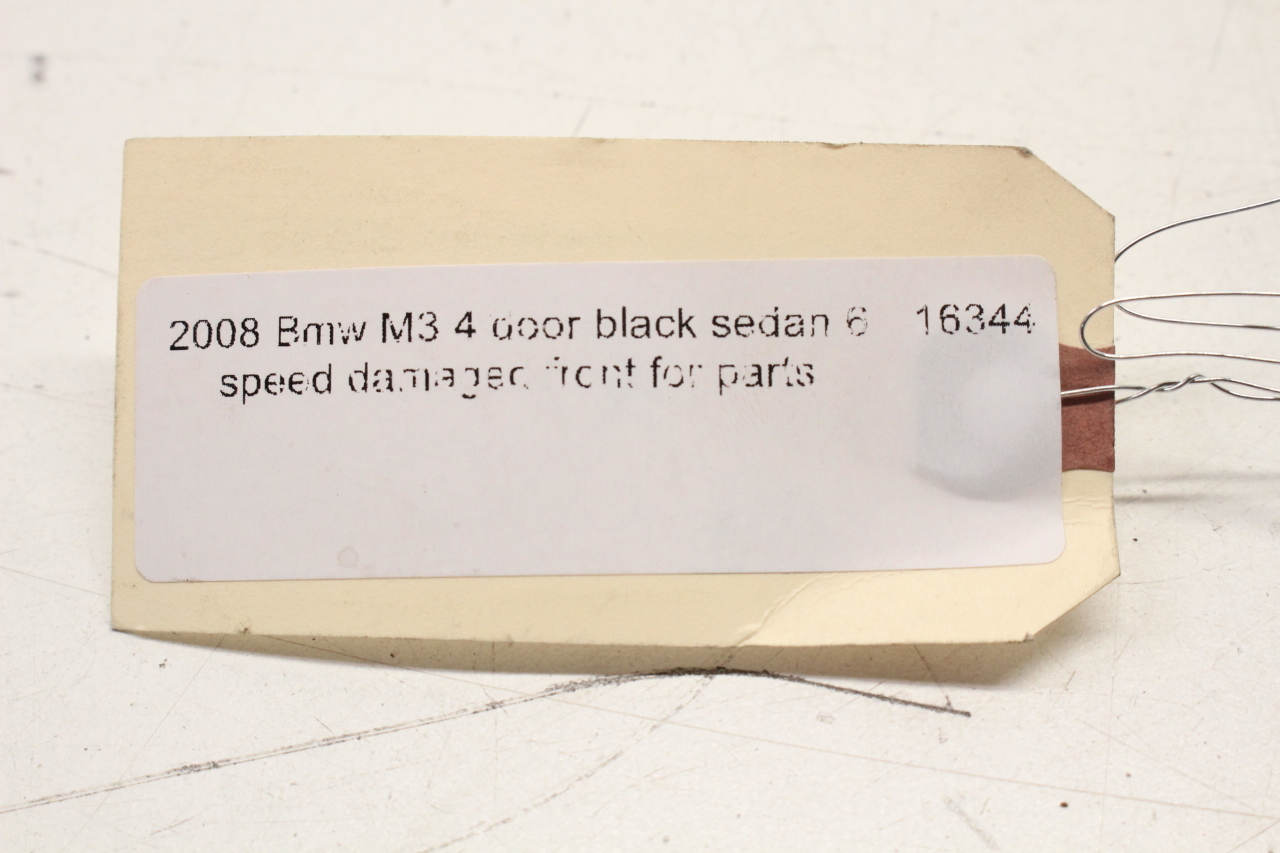 2008 Bmw M3 4 door black sedan 6 16344
speed damaged front for parts